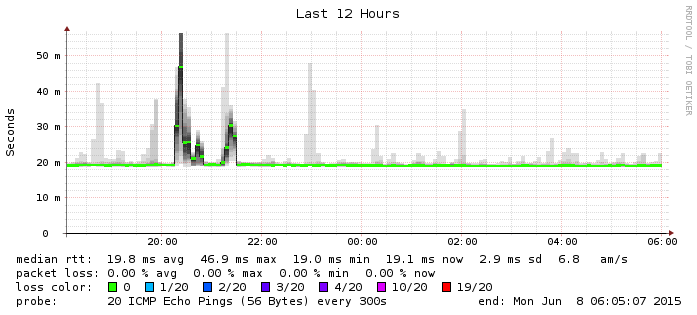 Last 12 Hours
RRDTOOL / TOBI OETIKER
Seconds
50 m
40 m
30 m
20 m
10 m
0
20:00 22:00 00:00 02:00 04:00 06:00
median rtt: 19.8 ms avg 46.9 ms max 19.0 ms min 19.1 ms now 2.9 ms sd 6.8 am/s
packet loss: 0.00 % avg 0.00 % max 0.00 % min 0.00 % now
loss color: 0 1/20 2/20 3/20 4/20 10/20 19/20
probe: 20 ICMP Echo Pings (56 Bytes) every 300s end: Mon Jun 8 06:05:07 2015